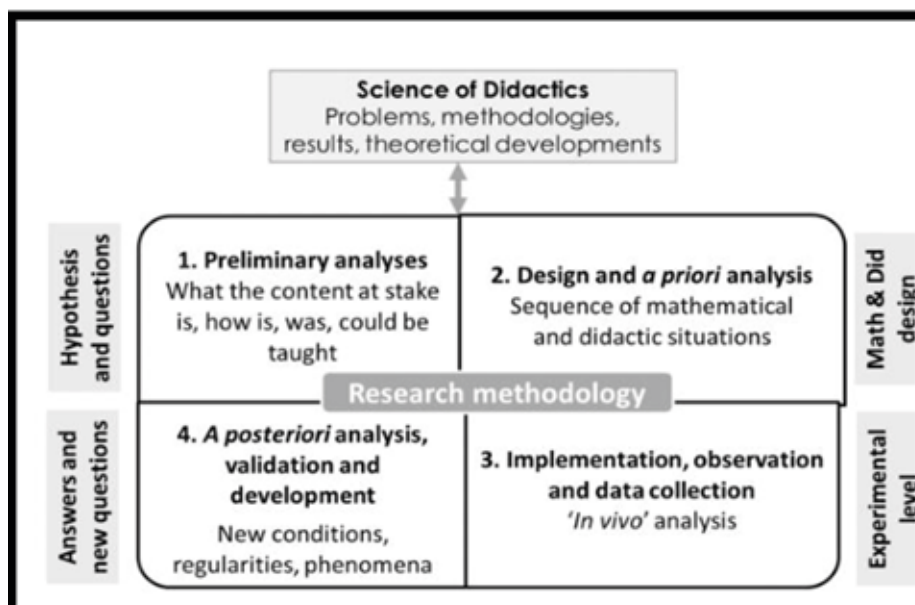 Science of Didactics
Problems, methodologies,
results, theoretical developments
Hypothesis
and questions
1. Preliminary analyses
What the content at stake
is, how is, was, could be
taught
2. Design and a priori analysis
Sequence of mathematical
and didactic situations
Math & Did
design
Research methodology
Answers and
new questions
4. A posteriori analysis,
validation and
development
New conditions,
regularities, phenomena
3. Implementation, observation
and data collection
‘In vivo’ analysis
Experimental
level